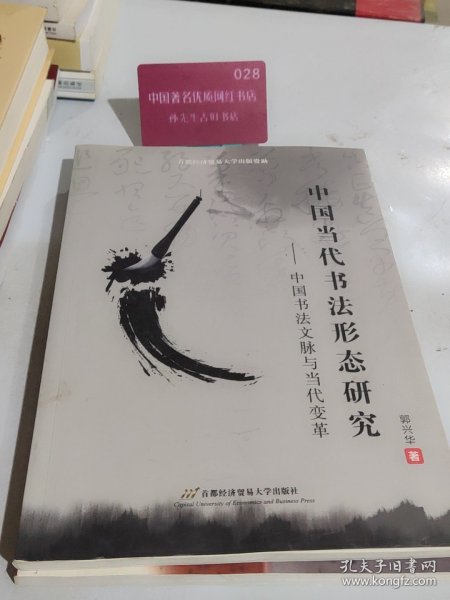 028
中国著名优质网红书店
孙先生古旧书店
首都经济贸易大学出版资助
中国当代书法形态研究
——中国书法文脉与当代变革
郭兴华
著
首都经济贸易大学出版社
Capital University of Economics and Business Press
孔夫子旧书网
www.kongfz.com